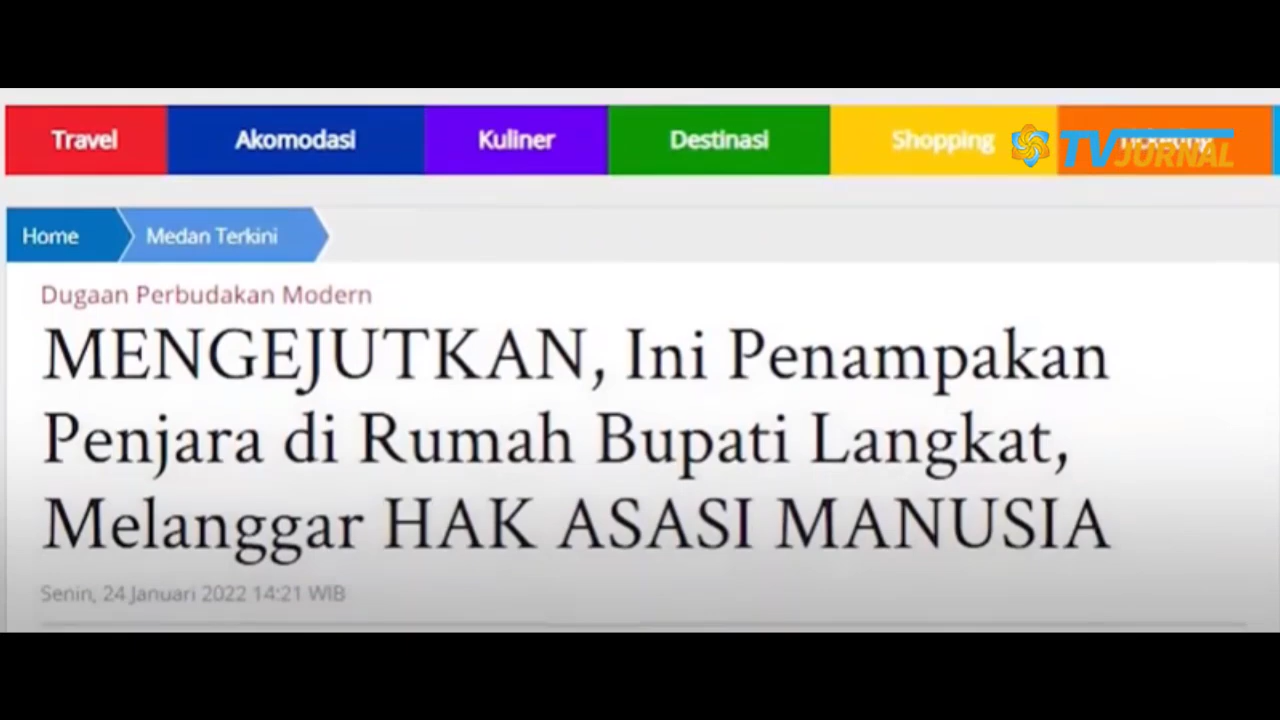 Travel Akomodasi Kuliner Destinasi Shopping
TV JORNAL
Home Medan Terkini
Dugaan Perbudakan Modern
MENGEJUTKAN, Ini Penampakan
Penjara di Rumah Bupati Langkat,
Melanggar HAK ASASI MANUSIA
Senin, 24 Januari 2022 14:21 WIB